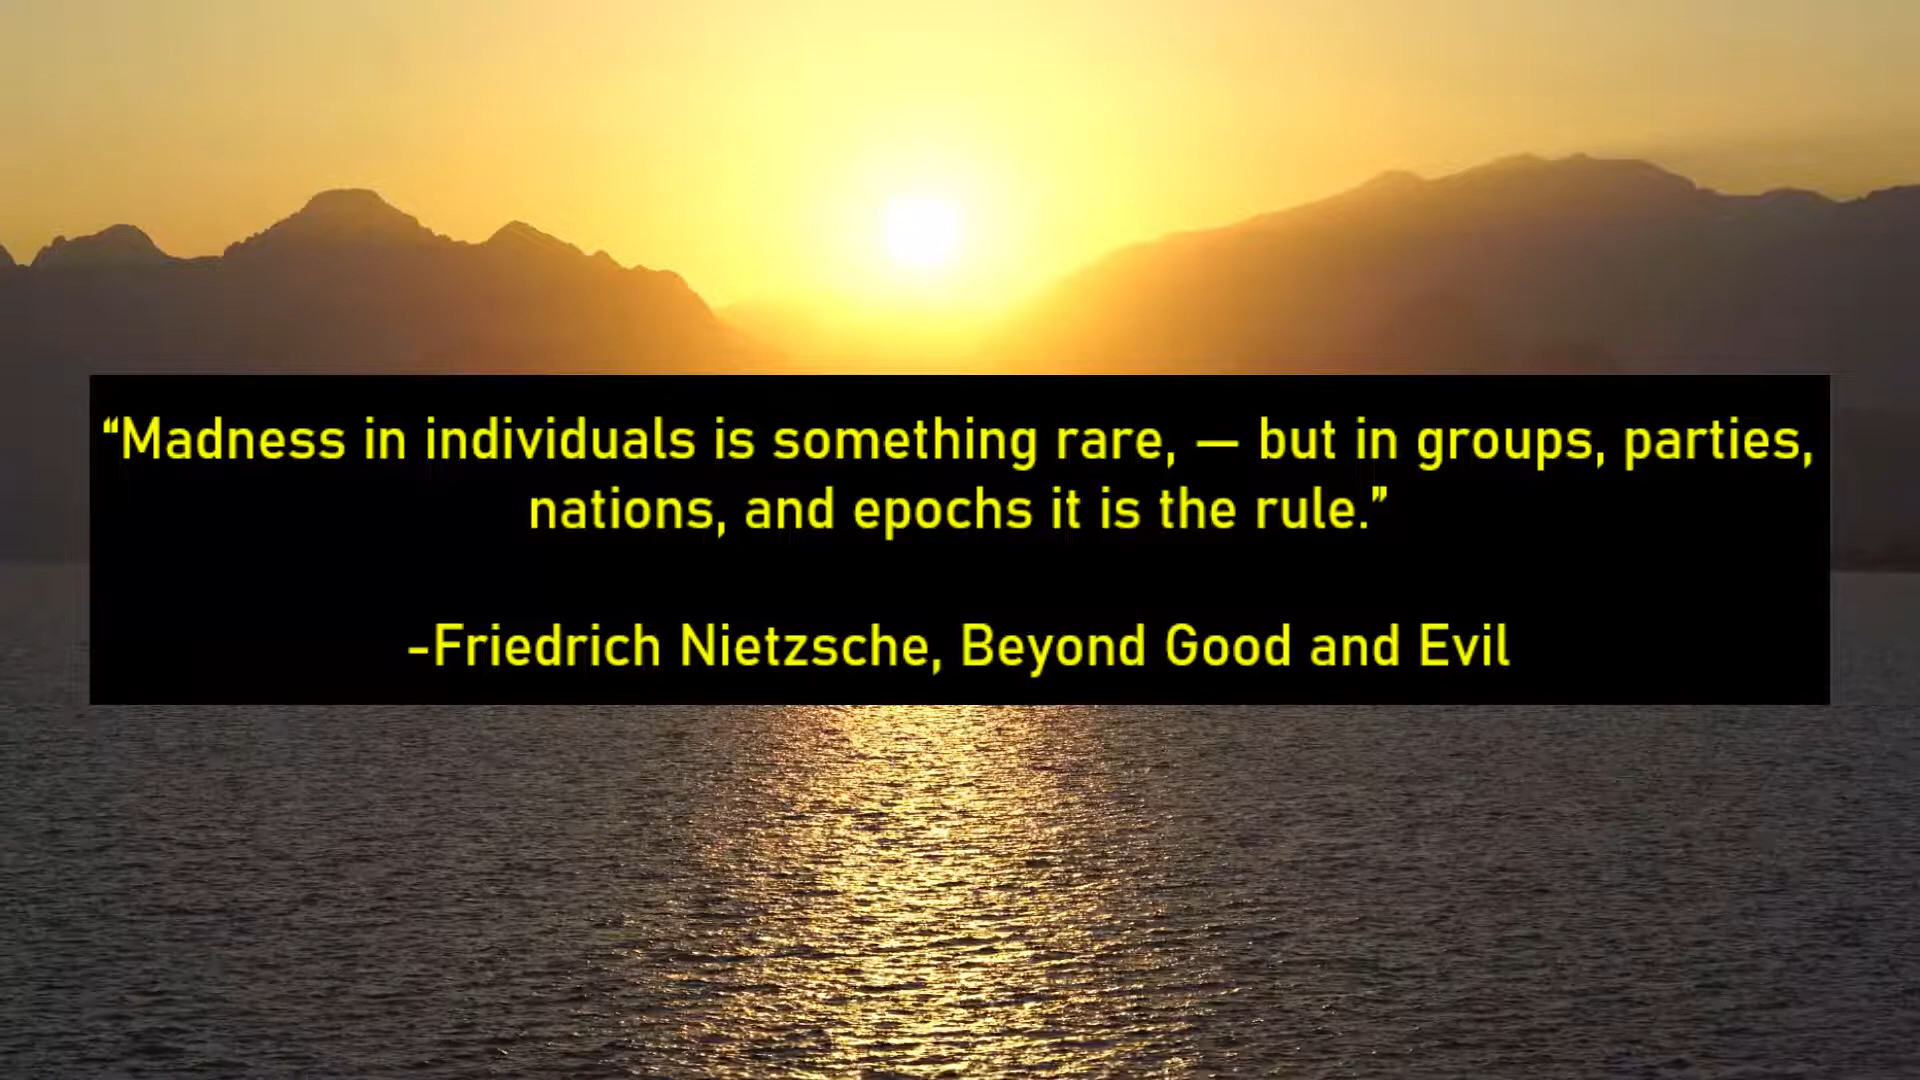 “Madness in individuals is something rare, — but in groups, parties,
nations, and epochs it is the rule.”
-Friedrich Nietzsche, Beyond Good and Evil